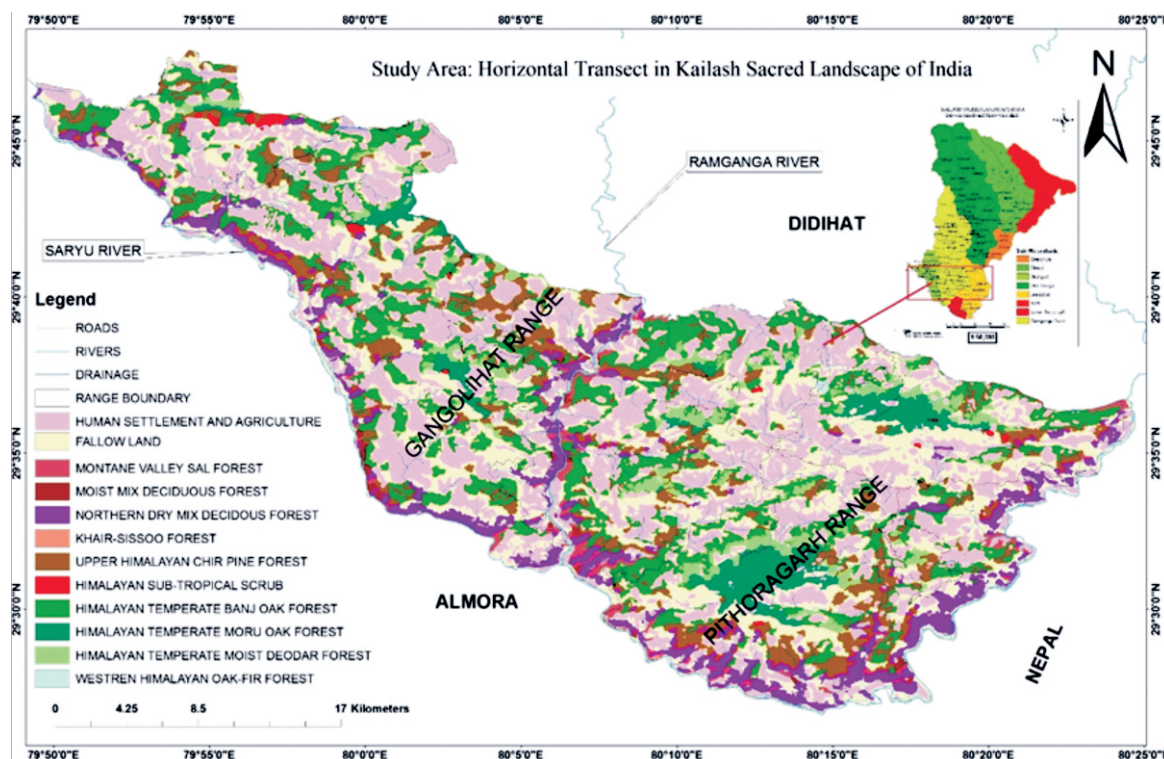 79°50'0"E 79°55'0"E 80°0'0"E 80°5'0"E 80°10'0"E 80°15'0"E 80°20'0"E 80°25'0"E
Study Area: Horizontal Transect in Kailash Sacred Landscape of India
N
29°45'0"N
29°45'0"N
RAMGANGA RIVER
DIDIHAT
SARYU RIVER
29°40'0"N
29°40'0"N
GANGOLIHAT RANGE
Legend
ROADS
RIVERS
DRAINAGE
RANGE BOUNDARY
HUMAN SETTLEMENT AND AGRICULTURE
FALLOW LAND
MONTANE VALLEY SAL FOREST
MOIST MIX DECIDUOUS FOREST
NORTHERN DRY MIX DECIDOUS FOREST
KHAIR-SISSOO FOREST
UPPER HIMALAYAN CHIR PINE FOREST
HIMALAYAN SUB-TROPICAL SCRUB
HIMALAYAN TEMPERATE BANJ OAK FOREST
HIMALAYAN TEMPERATE MORU OAK FOREST
HIMALAYAN TEMPERATE MOIST DEODAR FOREST
WESTREN HIMALAYAN OAK-FIR FOREST
29°35'0"N
29°35'0"N
PITHORAGARH RANGE
29°30'0"N
29°30'0"N
ALMORA
NEPAL
0 4.25 8.5 17 Kilometers
79°50'0"E 79°55'0"E 80°0'0"E 80°5'0"E 80°10'0"E 80°15'0"E 80°20'0"E 80°25'0"E